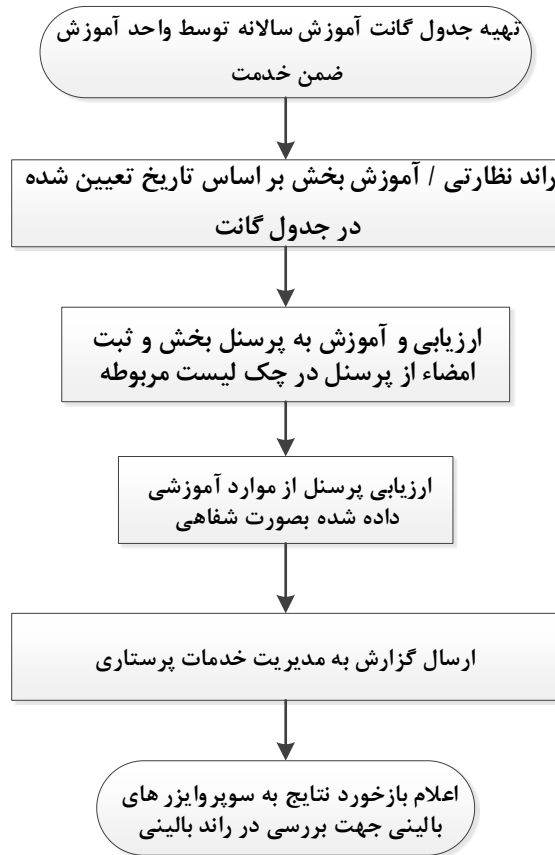 تهیه جدول گانت آموزش سالانه توسط واحد آموزش
ضمن خدمت
راند نظارتی / آموزش بخش بر اساس تاریخ تعیین شده
در جدول گانت
ارزیابی و آموزش به پرسنل بخش و ثبت
امضاء از پرسنل در چک لیست مربوطه
ارزیابی پرسنل از موارد آموزشی
داده شده بصورت شفاهی
ارسال گزارش به مدیریت خدمات پرستاری
اعلام بازخورد نتایج به سوپروایزر های
بالینی جهت بررسی در راند بالینی